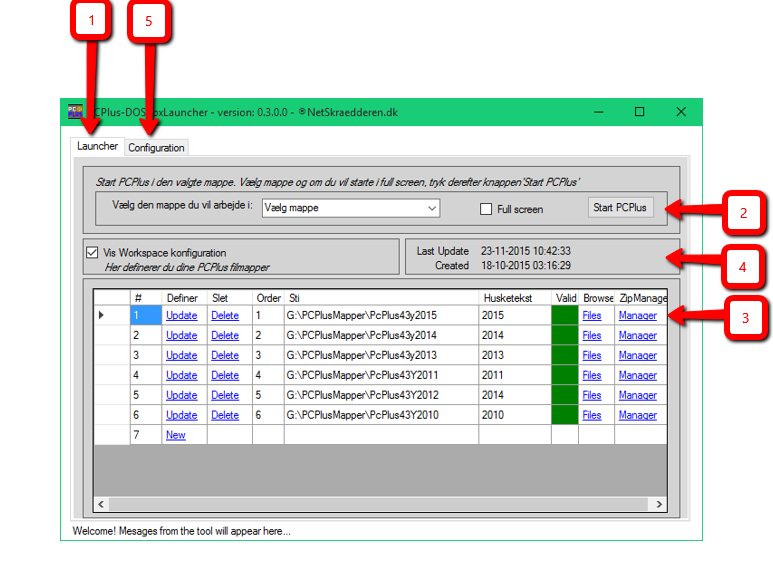 1
5
PC
PLUS
CPlus-DOS oxLauncher - version: 0.3.0.0 - ®NetSkraedderen.dk
Launcher
Configuration
Start PCPlus i den valgte mappe. Vælg mappe og om du vil starte i full screen, tryk derefter knappen'Start PCPlus'
Vælg den mappe du vil arbejde i:
Vælg mappe
Full screen
Start PCPlus
2
Vis Workspace konfiguration
Her definerer du dine PCPlus filmapper
Last Update 23-11-2015 10:42:33
Created 18-10-2015 03:16:29
4
# Definer Slet Order Sti Husketekst Valid Browse ZipManage
1 Update Delete 1 G:\PCPlusMapper\PcPlus43y2015 2015 Files Manager
3
2 Update Delete 2 G:\PCPlusMapper\PcPlus43y2014 2014 Files Manager
3 Update Delete 3 G:\PCPlusMapper\PcPlus43y2013 2013 Files Manager
4 Update Delete 4 G:\PCPlusMapper\PcPlus43Y2011 2011 Files Manager
5 Update Delete 5 G:\PCPlusMapper\PcPlus43Y2012 2014 Files Manager
6 Update Delete 6 G:\PCPlusMapper\PcPlus43Y2010 2010 Files Manager
7 New
Welcome! Mesages from the tool will appear here...